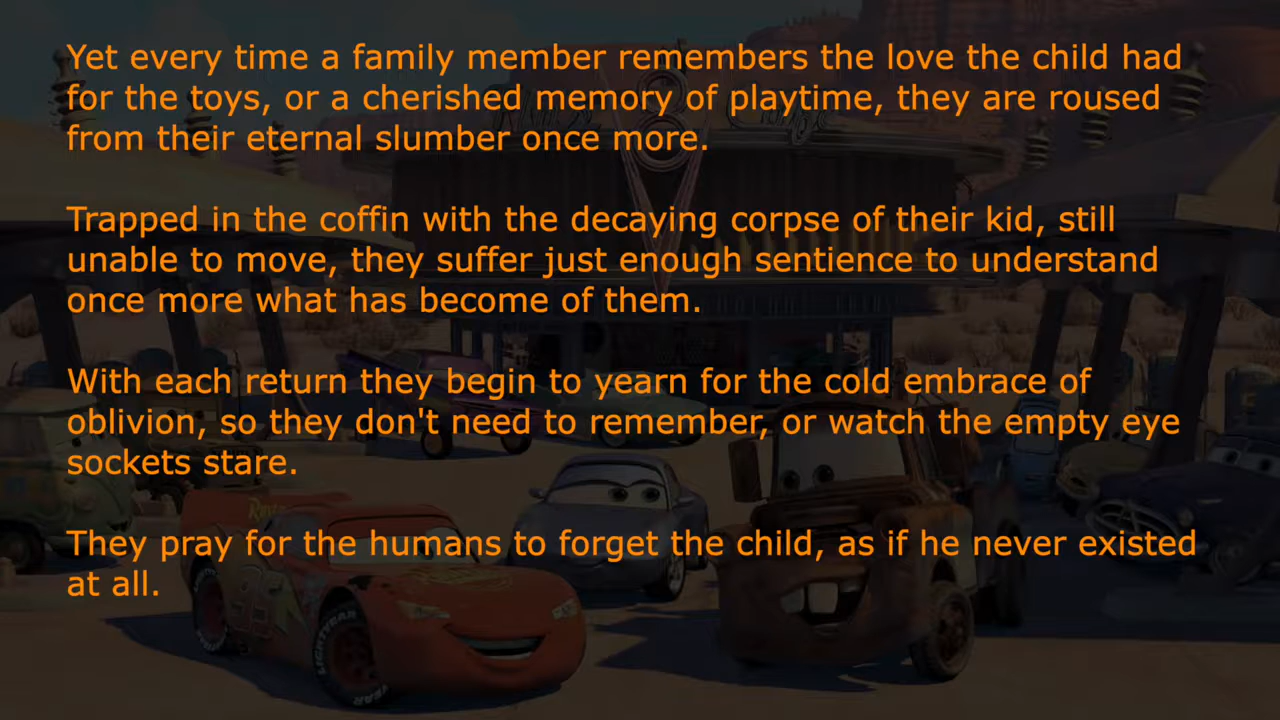 Yet every time a family member remembers the love the child had
for the toys, or a cherished memory of playtime, they are roused
from their eternal slumber once more.
Trapped in the coffin with the decaying corpse of their kid, still
unable to move, they suffer just enough sentience to understand
once more what has become of them.
With each return they begin to yearn for the cold embrace of
oblivion, so they don't need to remember, or watch the empty eye
sockets stare.
They pray for the humans to forget the child, as if he never existed
at all.
95
LIGHTYEAR